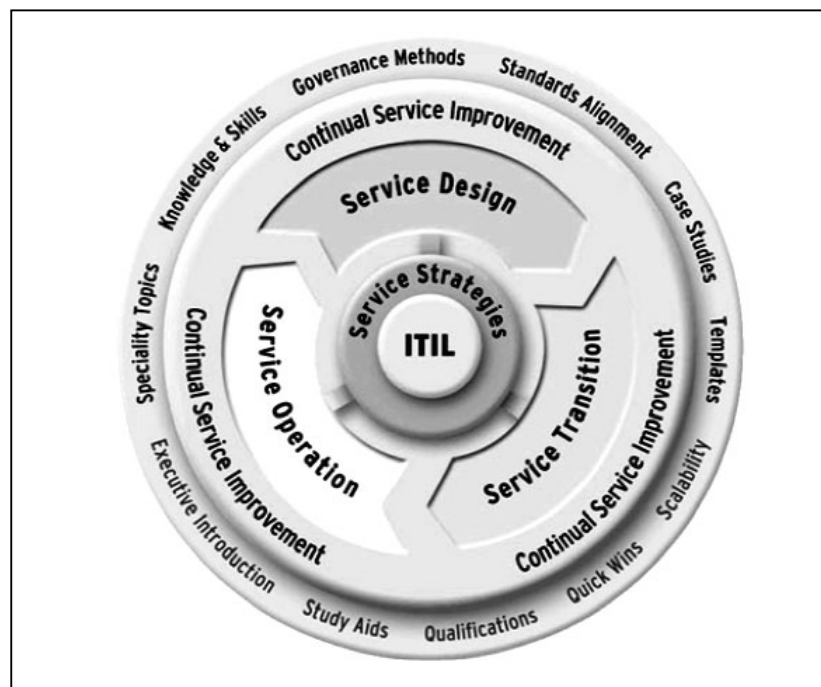 Governance Methods
Standards Alignment
Knowledge & Skills
Case Studies
Speciality Topics
Templates
Executive Introduction
Scalability
Study Aids
Qualifications
Quick Wins
Continual Service Improvement
Continual Service Improvement
Continual Service Improvement
Service Design
Service Operation
Service Transition
Service Strategies
ITIL